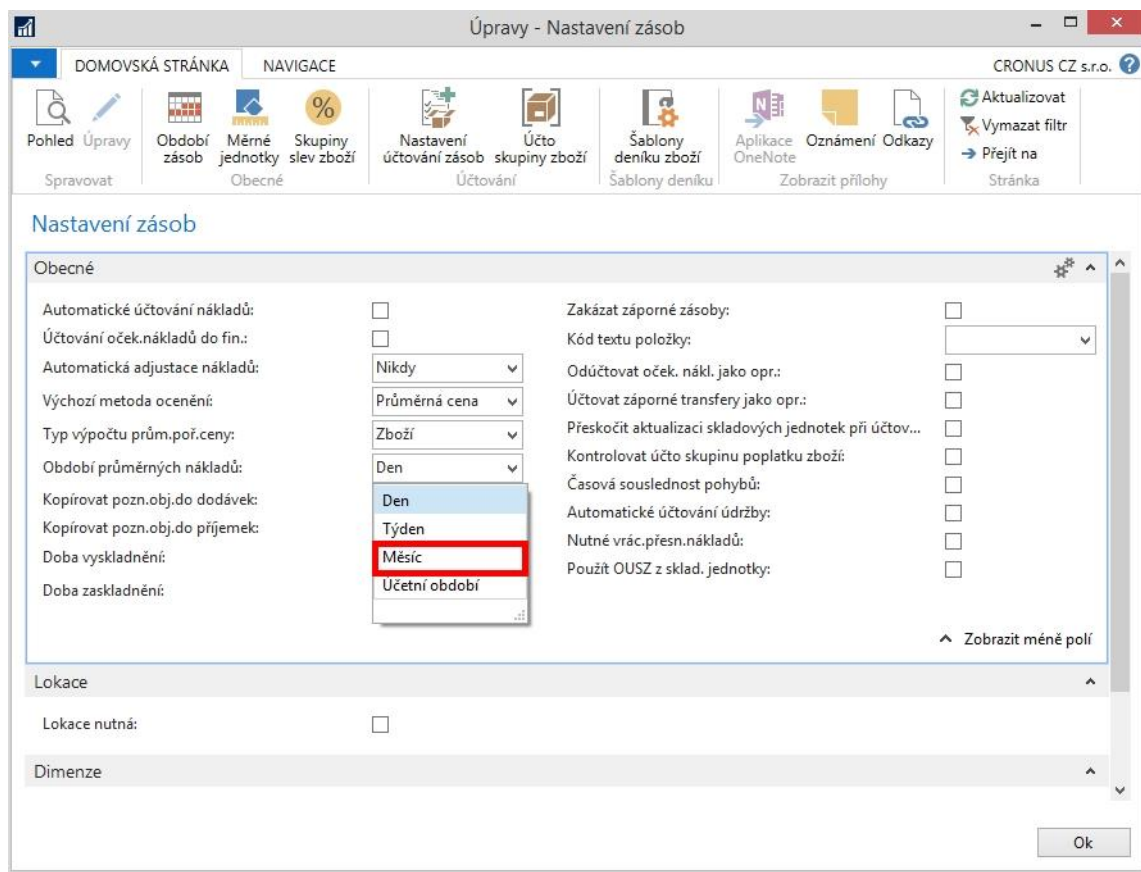 Úpravy - Nastavení zásob
DOMOVSKÁ STRÁNKA
NAVIGACE
CRONUS CZ s.r.o.
Pohled
Úpravy
Spravovat
Období zásob
Měrné jednotky
Skupiny slev zboží
Obecné
Nastavení účtování zásob
Účto skupiny zboží
Účtování
Šablony deníku zboží
Šablony deníku
Aplikace OneNote
Oznámení
Odkazy
Zobrazit přílohy
Aktualizovat
Vymazat filtr
Přejít na
Stránka
Nastavení zásob
Obecné
Automatické účtování nákladů:
Účtování oček.nákladů do fin.:
Automatická adjustace nákladů: Nikdy
Výchozí metoda ocenění: Průměrná cena
Typ výpočtu prům.poř.ceny: Zboží
Období průměrných nákladů: Den
Kopírovat pozn.obj.do dodávek:
Kopírovat pozn.obj.do příjemek:
Doba vyskladnění:
Doba zaskladnění:
Den
Týden
Měsíc
Účetní období
Zakázat záporné zásoby:
Kód textu položky:
Odúčtovat oček. nákl. jako opr.:
Účtovat záporné transfery jako opr.:
Přeskočit aktualizaci skladových jednotek při účtov...
Kontrolovat účto skupinu poplatku zboží:
Časová souslednost pohybů:
Automatické účtování údržby:
Nutné vrác.přesn.nákladů:
Použít OUSZ z sklad. jednotky:
Zobrazit méně polí
Lokace
Lokace nutná:
Dimenze
Ok